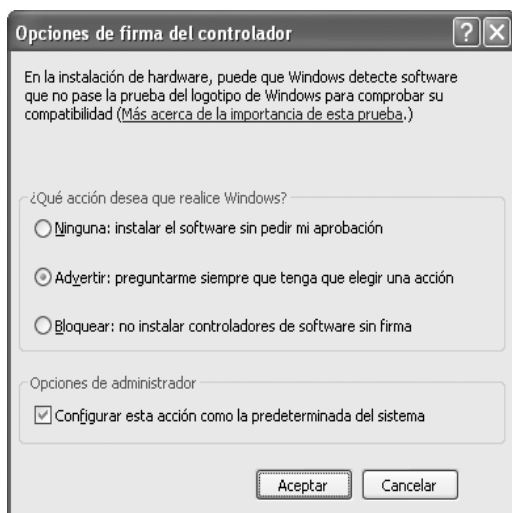 Opciones de firma del controlador
En la instalación de hardware, puede que Windows detecte software
que no pase la prueba del logotipo de Windows para comprobar su
compatibilidad (Más acerca de la importancia de esta prueba.)
¿Qué acción desea que realice Windows?
Ninguna: instalar el software sin pedir mi aprobación
Advertir: preguntarme siempre que tenga que elegir una acción
Bloquear: no instalar controladores de software sin firma
Opciones de administrador
Configurar esta acción como la predeterminada del sistema
Aceptar Cancelar